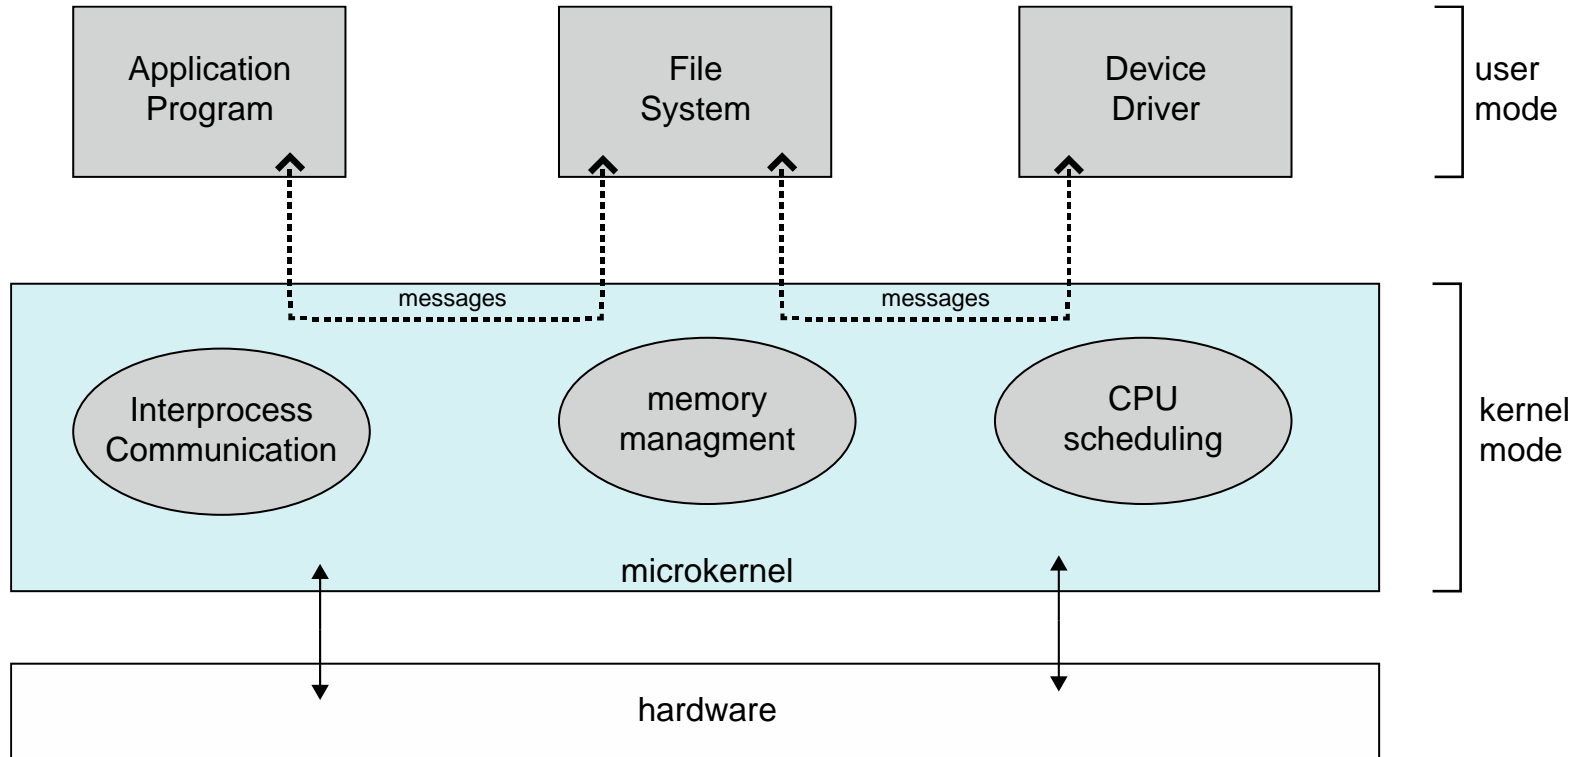 Application
Program
File
System
Device
Driver
user
mode
messages
messages
Interprocess
Communication
memory
managment
CPU
scheduling
kernel
mode
microkernel
hardware